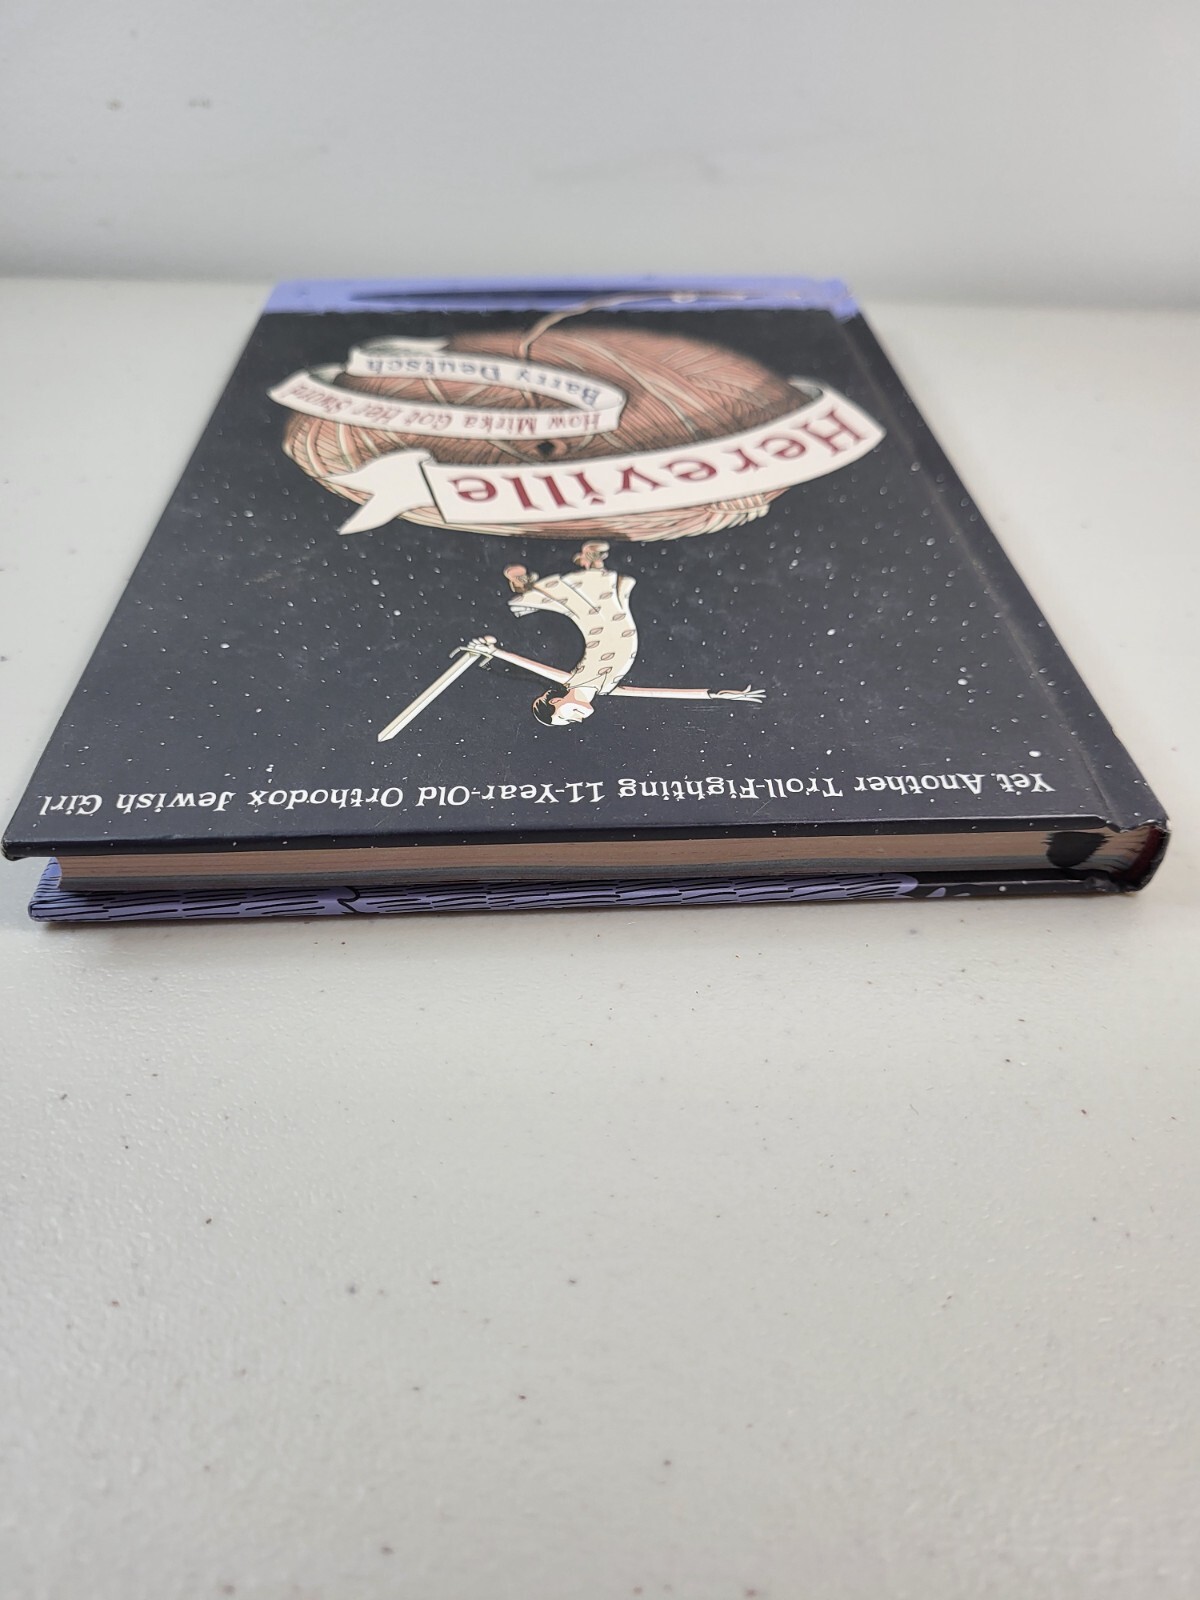 Yet Another Troll-Fighting 11-Year-Old Orthodox Jewish Girl
Hereville
How Mirka Got Her Sword
Barry Deutsch